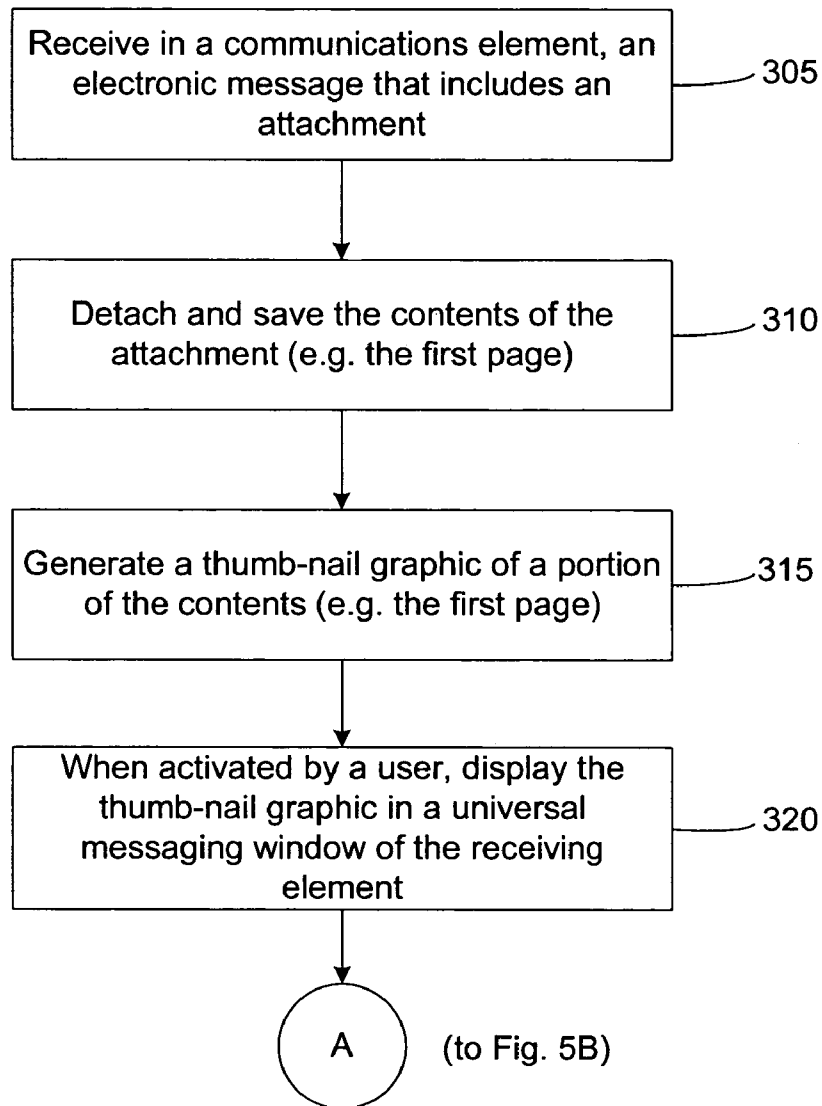 Receive in a communications element, an
electronic message that includes an
attachment
305
Detach and save the contents of the
attachment (e.g. the first page)
310
Generate a thumb-nail graphic of a portion
of the contents (e.g. the first page)
315
When activated by a user, display the
thumb-nail graphic in a universal
messaging window of the receiving
element
320
A
(to Fig. 5B)